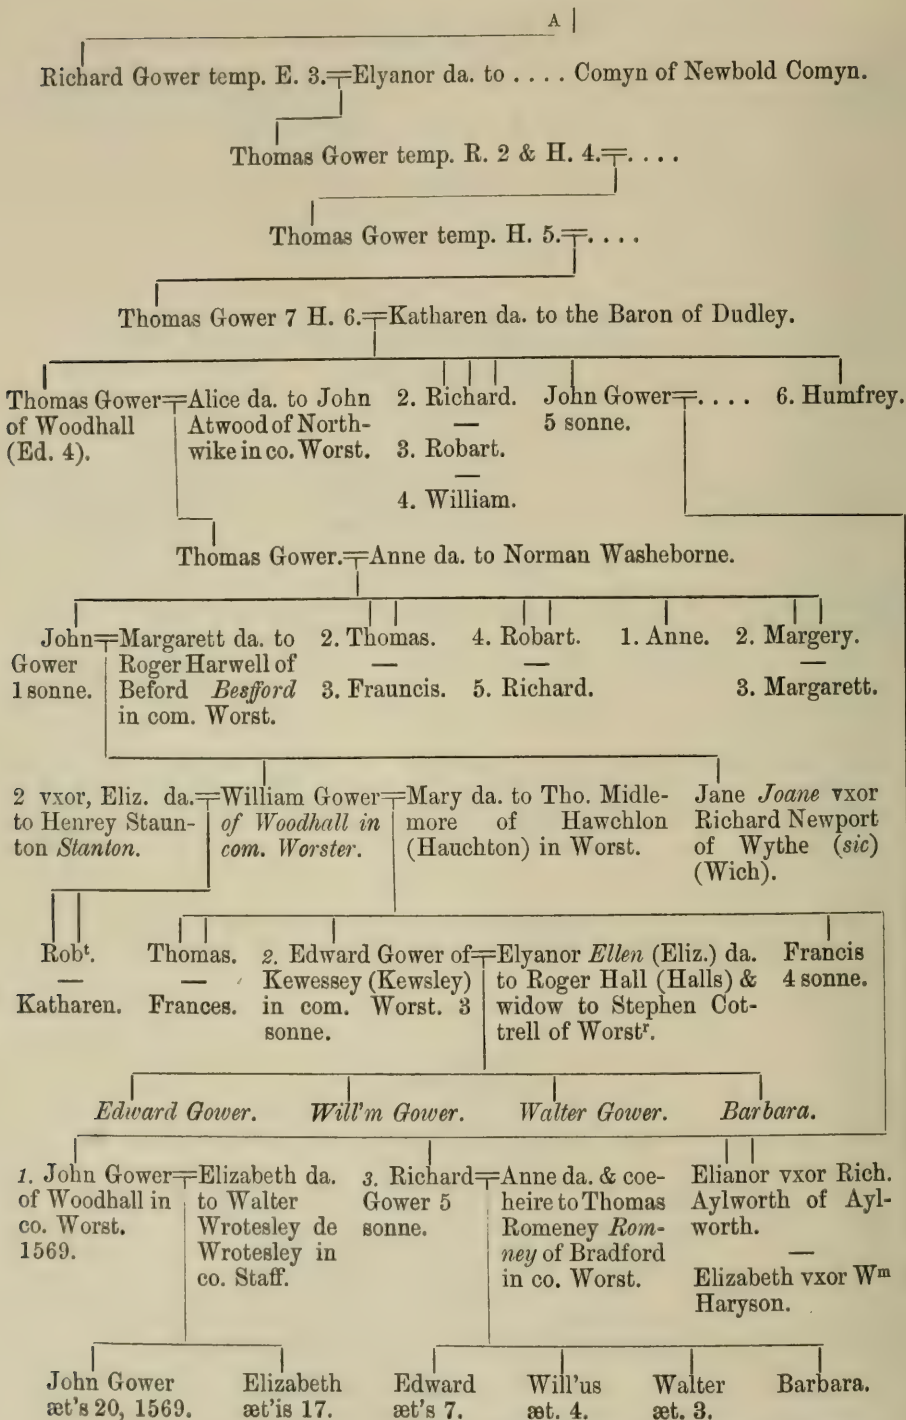 A
Richard Gower temp. E. 3.=Elyanor da. to . . . . Comyn of Newbold Comyn.
Thomas Gower temp. R. 2 & H. 4.=. . . .
Thomas Gower temp. H. 5.=. . . .
Thomas Gower 7 H. 6.=Katharen da. to the Baron of Dudley.
Thomas Gower=
of Woodhall
(Ed. 4).
Alice da. to John
Atwood of North-
wike in co. Worst.
2. Richard.
—
3. Robart.
—
4. William.
John Gower=. . . .
5 sonne.
6. Humfrey.
Thomas Gower.=Anne da. to Norman Washeborne.
John=
Gower
1 sonne.
Margarett da. to
Roger Harwell of
Beford Besfford
in com. Worst.
2. Thomas.
—
3. Frauncis.
4. Robart.
—
5. Richard.
1. Anne.
2. Margery.
—
3. Margarett.
2 vxor, Eliz. da.=
to Henrey Staun-
ton Stanton.
William Gower=
of Woodhall in
com. Worster.
Mary da. to Tho. Midle-
more of Hawchlon
(Hauchton) in Worst.
Jane Joane vxor
Richard Newport
of Wythe (sic)
(Wich).
Robt.
—
Katharen.
Thomas.
—
Frances.
2. Edward Gower of=
Kewessey (Kewsley)
in com. Worst. 3
sonne.
Elyanor Ellen (Eliz.) da.
to Roger Hall (Halls) &
widow to Stephen Cot-
trell of Worstr.
Francis
4 sonne.
Edward Gower.
Will'm Gower.
Walter Gower.
Barbara.
1. John Gower=
of Woodhall in
co. Worst.
1569.
Elizabeth da.
to Walter
Wrotesley de
Wrotesley in
co. Staff.
3. Richard=
Gower 5
sonne.
Anne da. & coe-
heire to Thomas
Romeney Rom-
ney of Bradford
in co. Worst.
Elianor vxor Rich.
Aylworth of Ayl-
worth.
—
Elizabeth vxor Wm
Haryson.
John Gower
æt's 20, 1569.
Elizabeth
æt'is 17.
Edward
æt's 7.
Will'us
æt. 4.
Walter
æt. 3.
Barbara.